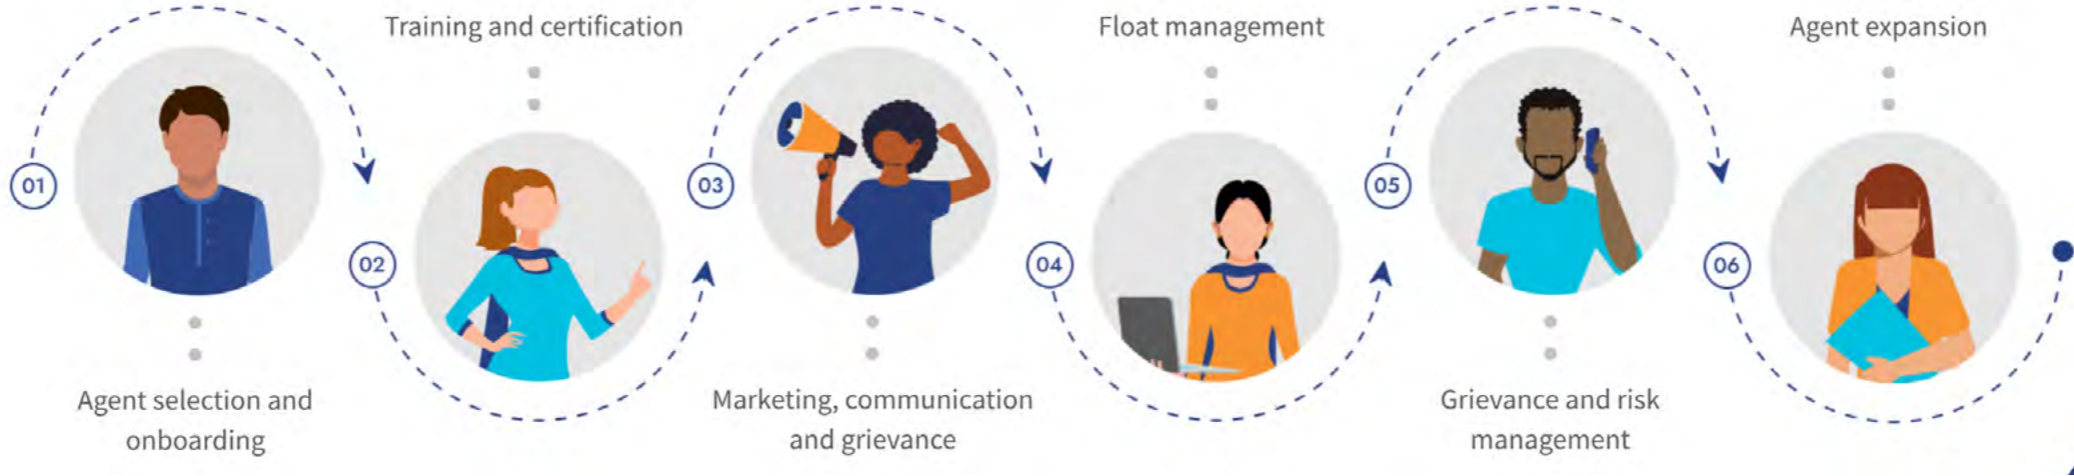 01
Agent selection and
onboarding
02
Training and certification
03
Marketing, communication
and grievance
04
Float management
05
Grievance and risk
management
06
Agent expansion